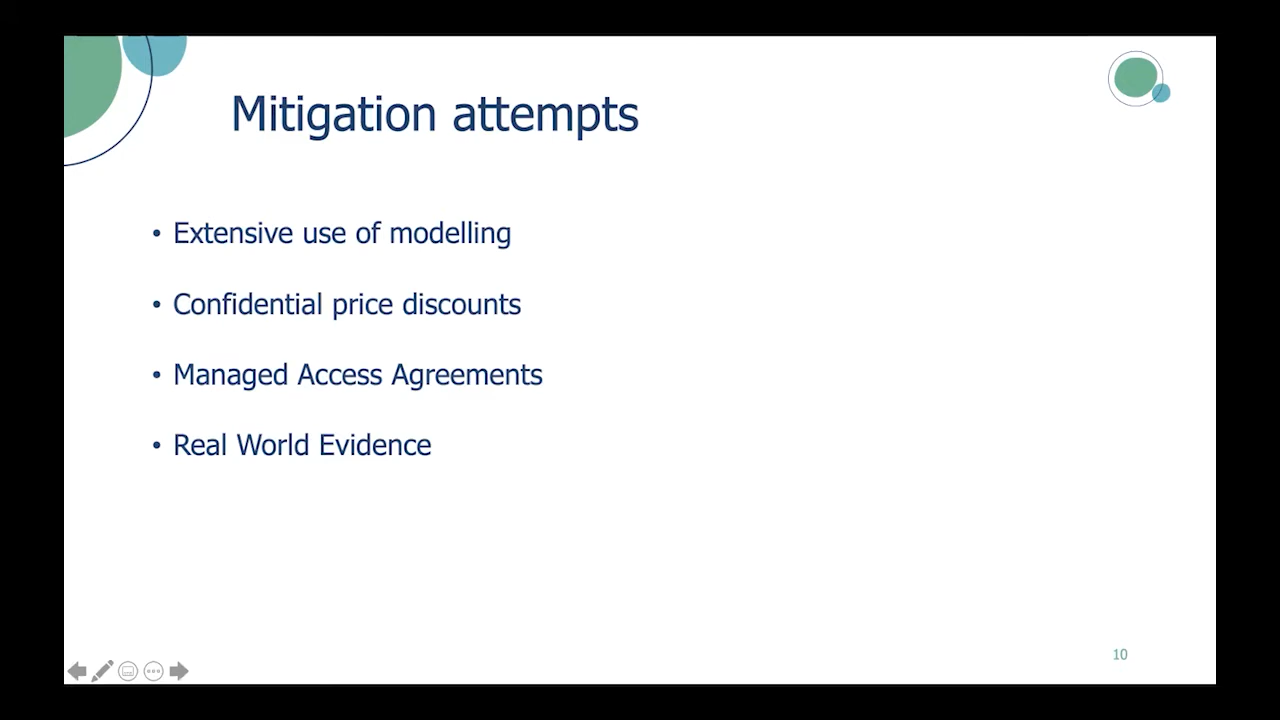 Mitigation attempts
• Extensive use of modelling
• Confidential price discounts
• Managed Access Agreements
• Real World Evidence
10